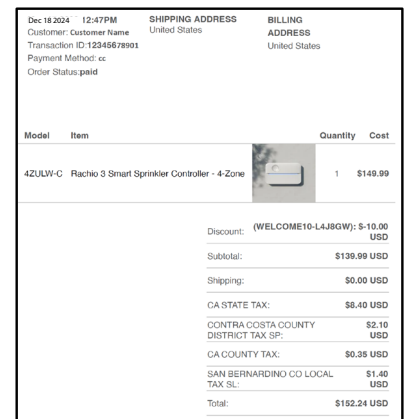 Dec 18 2024 12:47PM
Customer: Customer Name
Transaction ID:12345678901
Payment Method: cc
Order Status:paid
SHIPPING ADDRESS
United States
BILLING
ADDRESS
United States
Model Item Quantity Cost
4ZULW-C Rachio 3 Smart Sprinkler Controller - 4-Zone 1 $149.99
Discount: (WELCOME10-L4J8GW): $-10.00
USD
Subtotal: $139.99 USD
Shipping: $0.00 USD
CA STATE TAX: $8.40 USD
CONTRA COSTA COUNTY $2.10
DISTRICT TAX SP: USD
CA COUNTY TAX: $0.35 USD
SAN BERNARDINO CO LOCAL $1.40
TAX SL: USD
Total: $152.24 USD